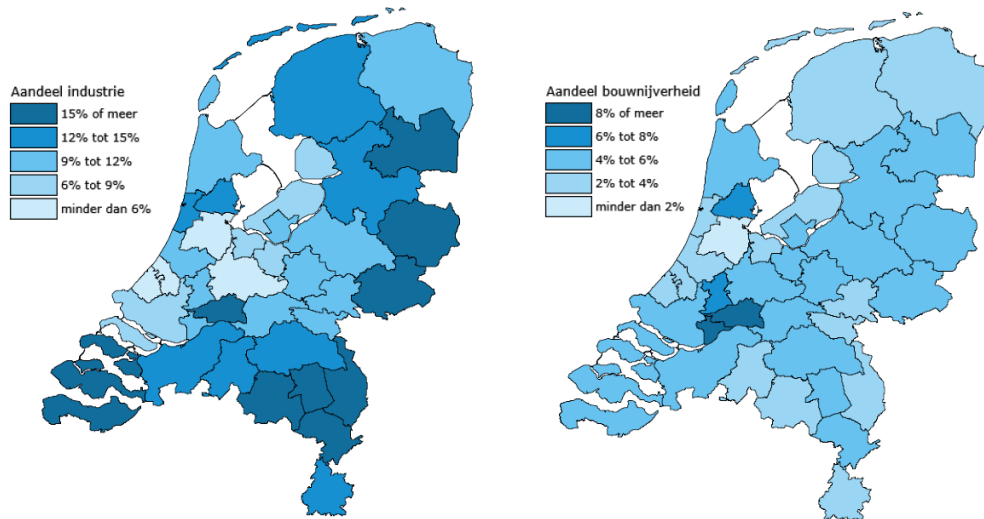 Aandeel industrie
15% of meer
12% tot 15%
9% tot 12%
6% tot 9%
minder dan 6%
Aandeel bouwnijverheid
8% of meer
6% tot 8%
4% tot 6%
2% tot 4%
minder dan 2%